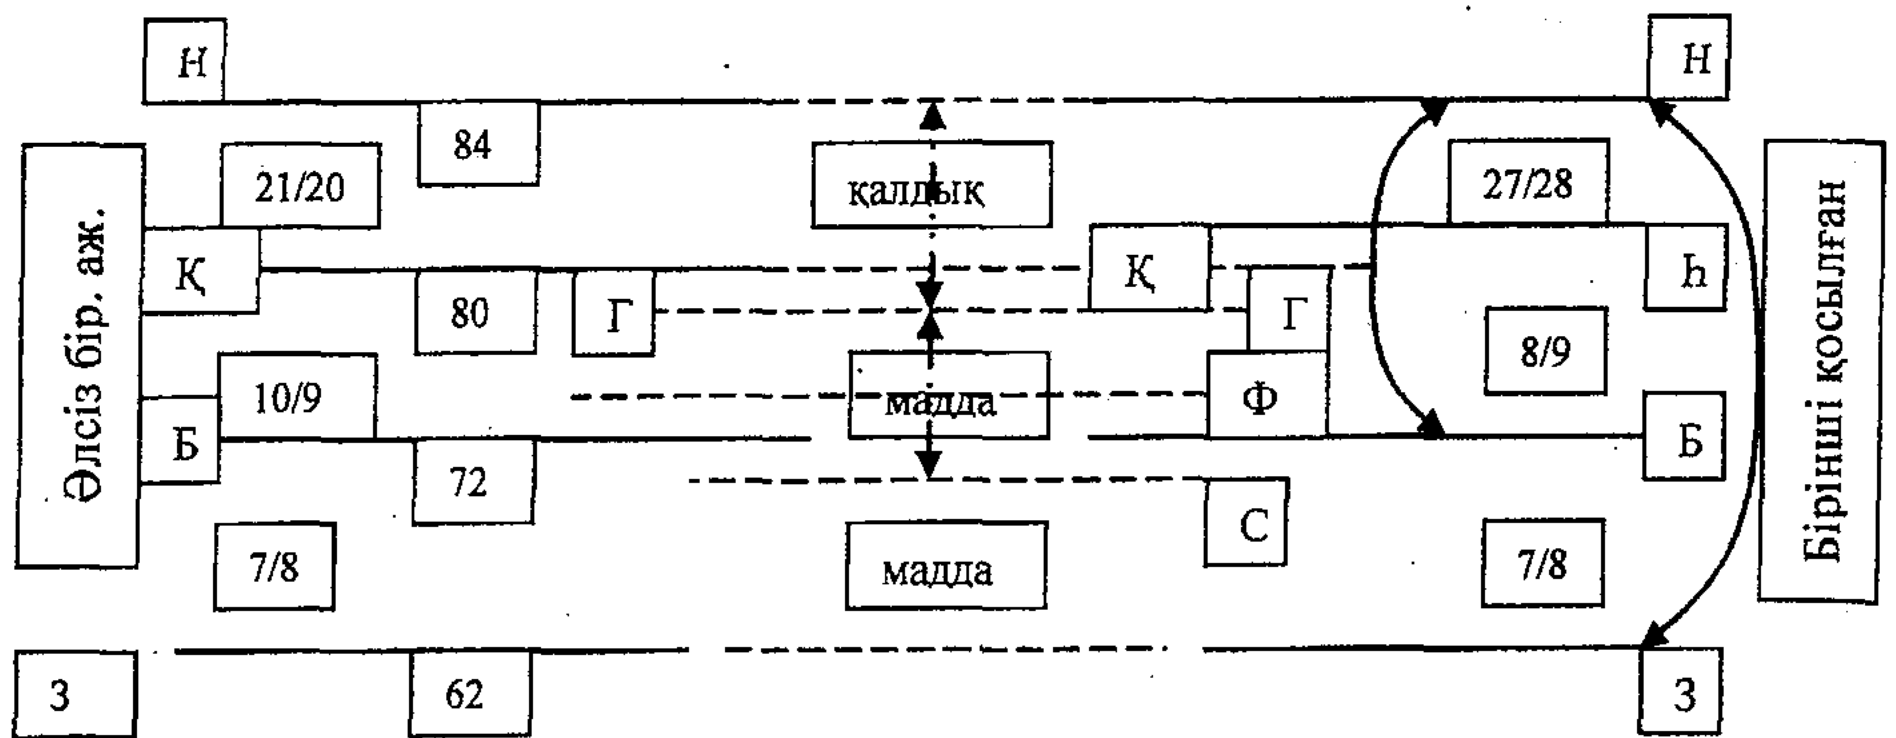 Н
Н
84
21/20
қалдық
27/28
Әлсіз бір. аж.
Бірінші қосылған
Қ
Қ
Һ
80
Г
Г
10/9
мадда
8/9
Ф
Б
Б
72
С
7/8
мадда
7/8
З
62
З